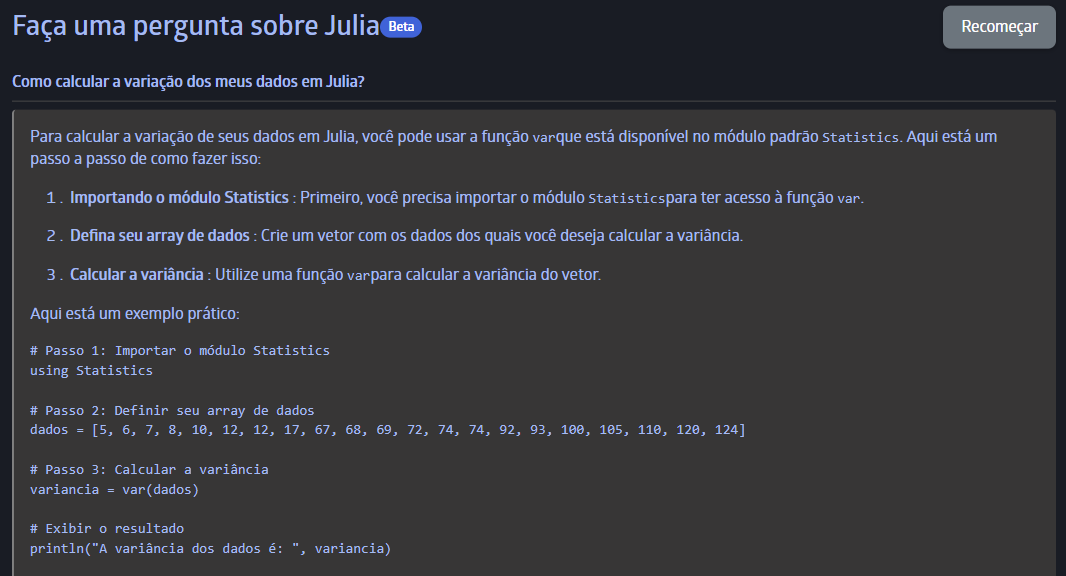 Faça uma pergunta sobre Julia Beta
Recomeçar
Como calcular a variação dos meus dados em Julia?
Para calcular a variação de seus dados em Julia, você pode usar a função varque está disponível no módulo padrão Statistics. Aqui está um
passo a passo de como fazer isso:
1. Importando o módulo Statistics : Primeiro, você precisa importar o módulo Statisticspara ter acesso à função var.
2. Defina seu array de dados : Crie um vetor com os dados dos quais você deseja calcular a variância.
3. Calcular a variância : Utilize uma função varpara calcular a variância do vetor.
Aqui está um exemplo prático:
# Passo 1: Importar o módulo Statistics
using Statistics
# Passo 2: Definir seu array de dados
dados = [5, 6, 7, 8, 10, 12, 12, 17, 67, 68, 69, 72, 74, 74, 92, 93, 100, 105, 110, 120, 124]
# Passo 3: Calcular a variância
variancia = var(dados)
# Exibir o resultado
println("A variância dos dados é: ", variancia)